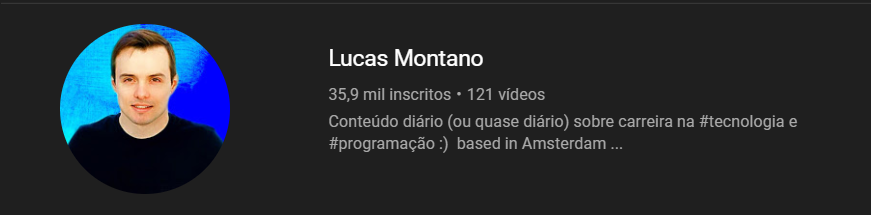 Lucas Montano
35,9 mil inscritos • 121 vídeos
Conteúdo diário (ou quase diário) sobre carreira na #tecnologia e
#programação :)  based in Amsterdam ...